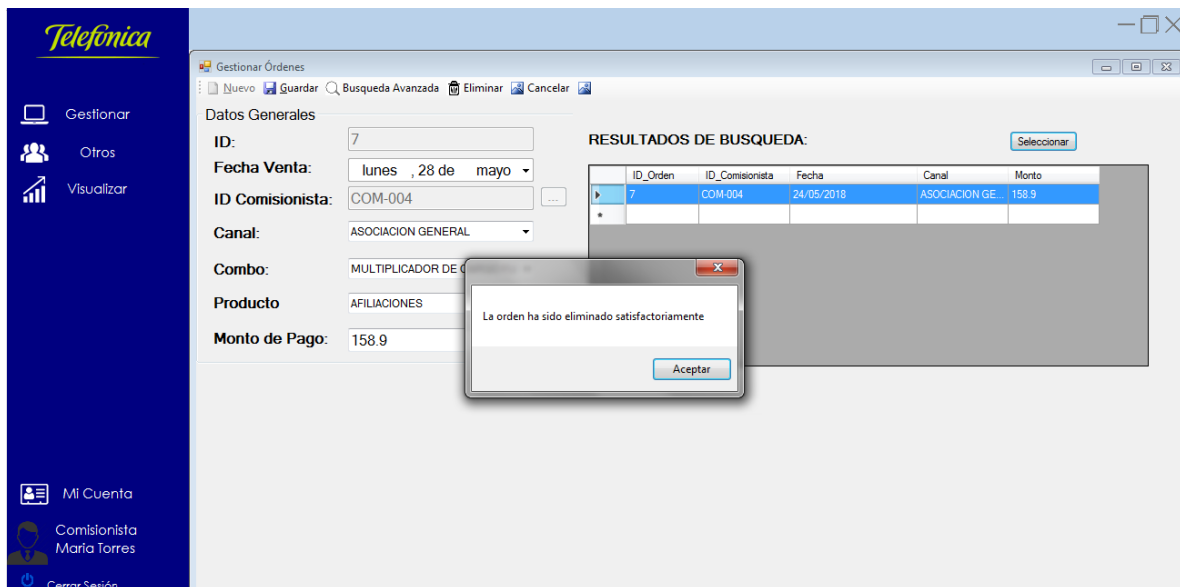 Telefónica
Gestionar
Otros
Visualizar
Mi Cuenta
Comisionista
Maria Torres
Cerrar Sesión
Gestionar Órdenes
Nuevo Guardar Busqueda Avanzada Eliminar Cancelar
Datos Generales
ID: 7
Fecha Venta: lunes , 28 de mayo
ID Comisionista: COM-004 ...
Canal: ASOCIACION GENERAL
Combo: MULTIPLICADOR DE
Producto AFILIACIONES
Monto de Pago: 158.9
RESULTADOS DE BUSQUEDA: Seleccionar
ID_Orden ID_Comisionista Fecha Canal Monto
7 COM-004 24/05/2018 ASOCIACION GE... 158.9
La orden ha sido eliminado satisfactoriamente
Aceptar